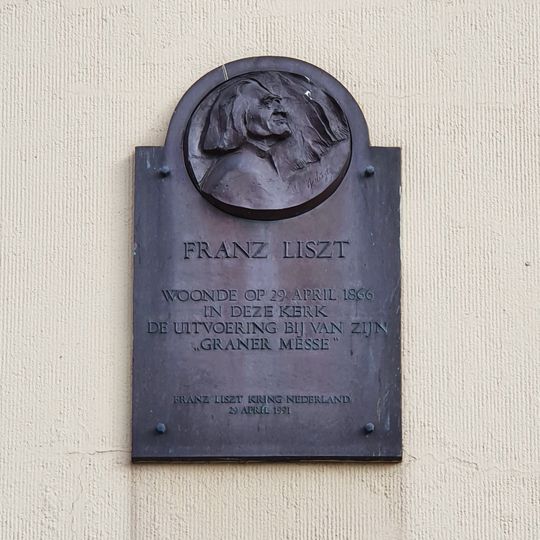 FRANZ LISZT
WOONDE OP 29 APRIL 1866
IN DEZE KERK
DE UITVOERING BIJ VAN ZIJN
„GRANER MESSE"
FRANZ LISZT KRING NEDERLAND
29 APRIL 1991